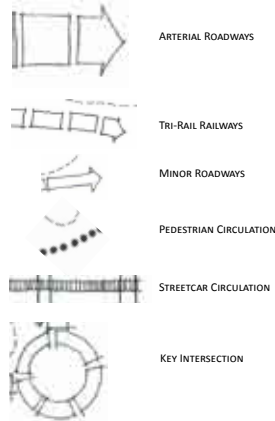 Arterial Roadways
Tri-Rail Railways
Minor Roadways
Pedestrian Circulation
Streetcar Circulation
Key Intersection